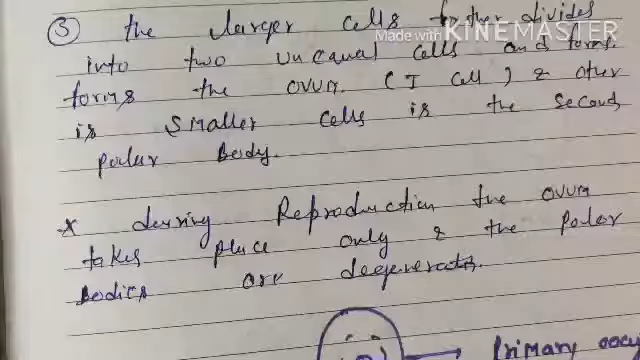 ③ the larger cells further divides
Made with KINEMASTER
into two unequal cells and forms
forms the ovum (I cell) & other
is smaller cells is the second
polar body.
* during Reproduction the ovum
takes place only & the polar
bodies are degenerats.
Primary oocy